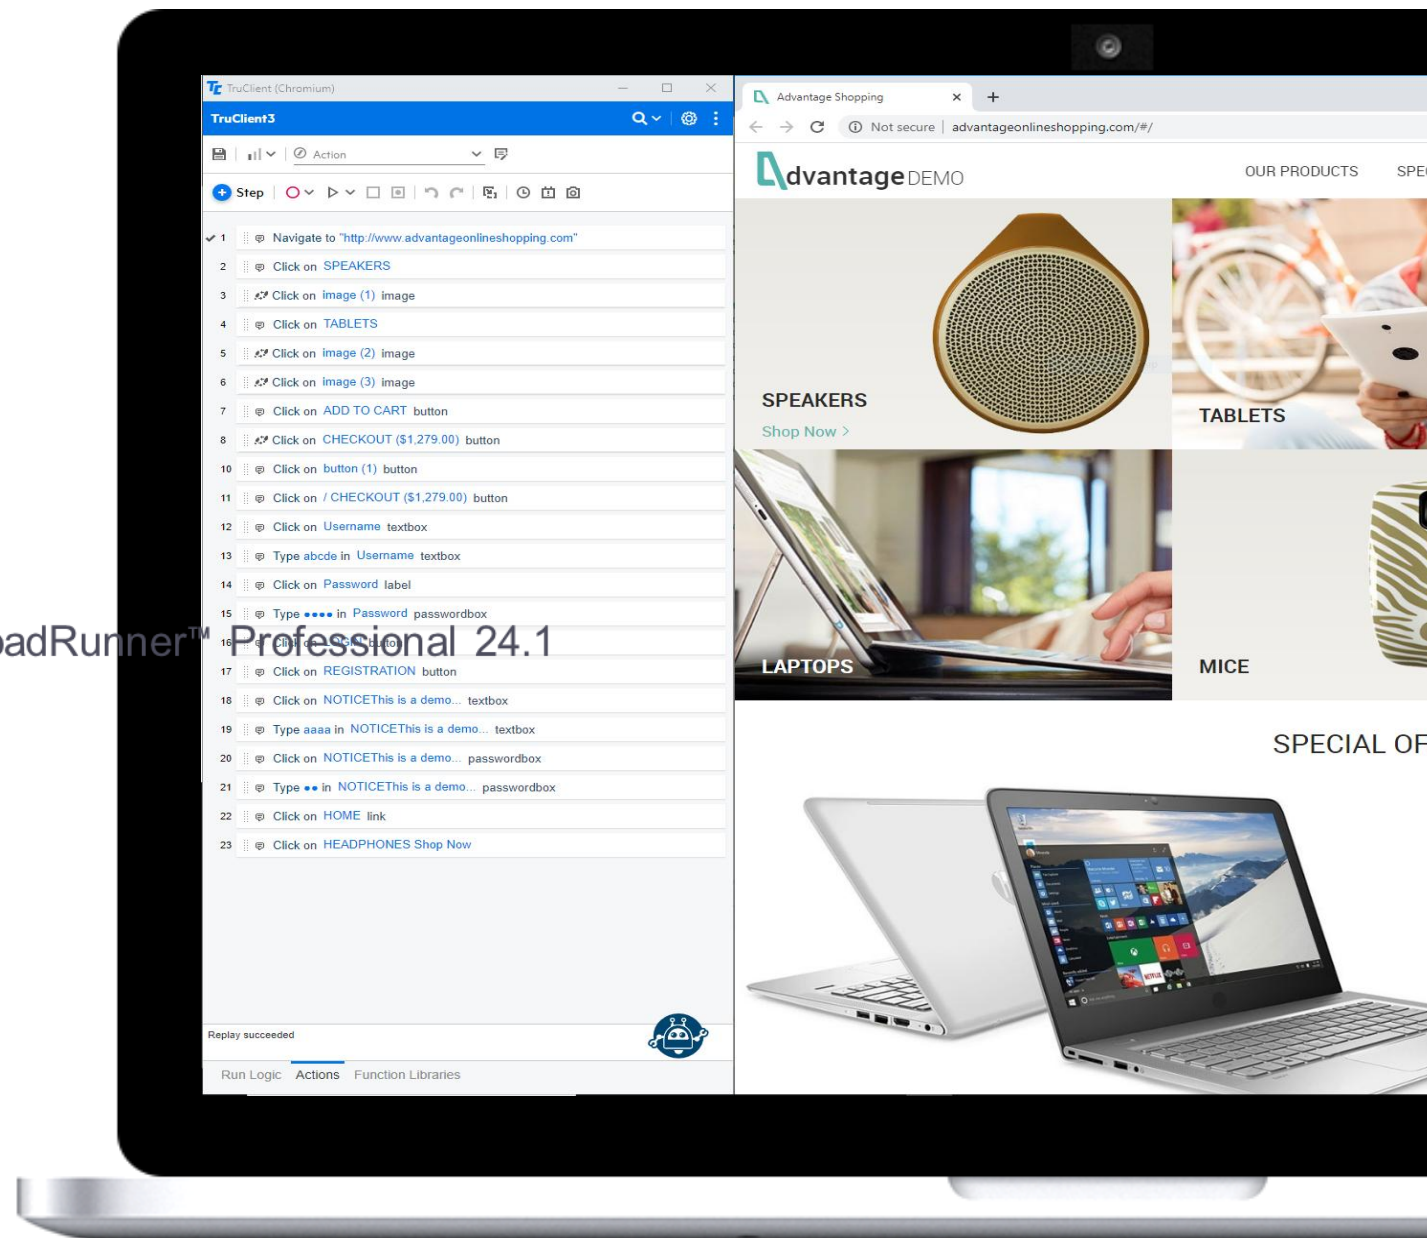 TruClient (Chromium)
TruClient3
Action
Step
1 Navigate to "http://www.advantageonlineshopping.com"
2 Click on SPEAKERS
3 Click on image (1) image
4 Click on TABLETS
5 Click on image (2) image
6 Click on image (3) image
7 Click on ADD TO CART button
8 Click on CHECKOUT ($1,279.00) button
10 Click on button (1) button
11 Click on / CHECKOUT ($1,279.00) button
12 Click on Username textbox
13 Type abcde in Username textbox
14 Click on Password label
15 Type •••• in Password passwordbox
16 Click on button
oadRunner™ Professional 24.1
17 Click on REGISTRATION button
18 Click on NOTICEThis is a demo... textbox
19 Type aaaa in NOTICEThis is a demo... textbox
20 Click on NOTICEThis is a demo... passwordbox
21 Type •• in NOTICEThis is a demo... passwordbox
22 Click on HOME link
23 Click on HEADPHONES Shop Now
Replay succeeded
Run Logic Actions Function Libraries
Advantage Shopping
Not secure | advantageonlineshopping.com/#/
dvantage DEMO
OUR PRODUCTS SPE
SPEAKERS
Shop Now >
TABLETS
LAPTOPS
MICE
SPECIAL OF
NETFLIX